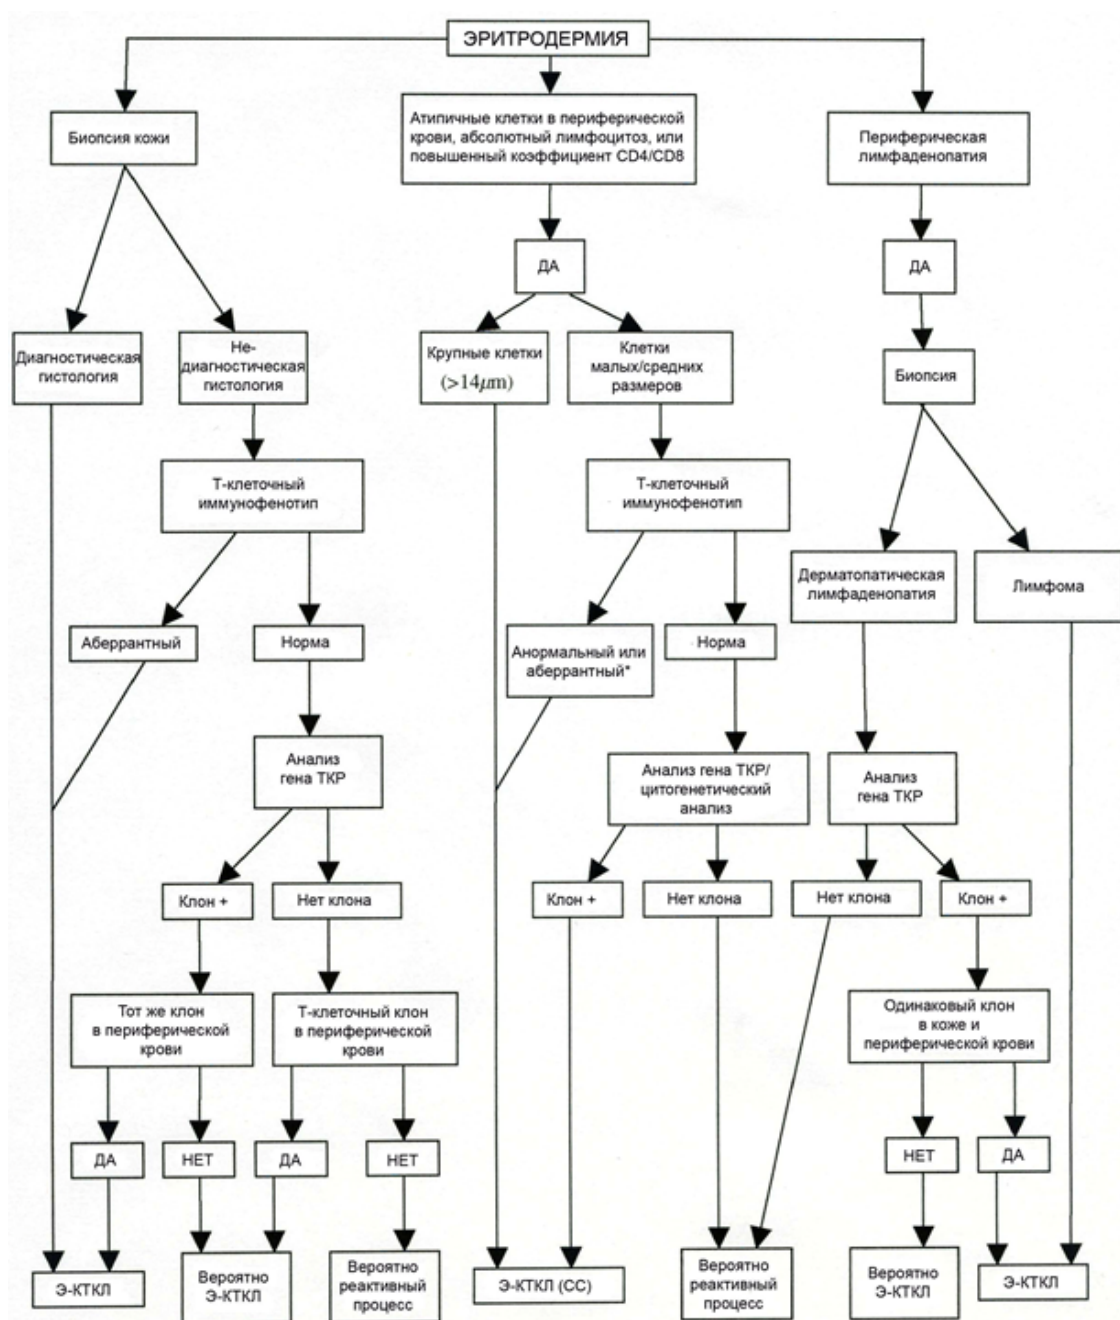 ЭРИТРОДЕРМИЯ
Биопсия кожи
Атипичные клетки в периферической
крови, абсолютный лимфоцитоз, или
повышенный коэффициент CD4/CD8
Периферическая
лимфаденопатия
ДА
ДА
Диагностическая
гистология
Не-
диагностическая
гистология
Крупные клетки
(>14μm)
Клетки
малых/средних
размеров
Биопсия
Т-клеточный
иммунофенотип
Т-клеточный
иммунофенотип
Дерматопатическая
лимфаденопатия
Лимфома
Аберрантный
Норма
Анормальный или
аберрантный*
Норма
Анализ
гена ТКР
Анализ гена ТКР/
цитогенетический
анализ
Анализ
гена ТКР
Клон +
Нет клона
Клон +
Нет клона
Нет клона
Клон +
Тот же клон
в периферической
крови
Т-клеточный клон
в периферической
крови
Одинаковый клон
в коже и
периферической крови
ДА
НЕТ
ДА
НЕТ
НЕТ
ДА
Э-КТКЛ
Вероятно
Э-КТКЛ
Вероятно
реактивный
процесс
Э-КТКЛ (СС)
Вероятно
реактивный
процесс
Вероятно
Э-КТКЛ
Э-КТКЛ